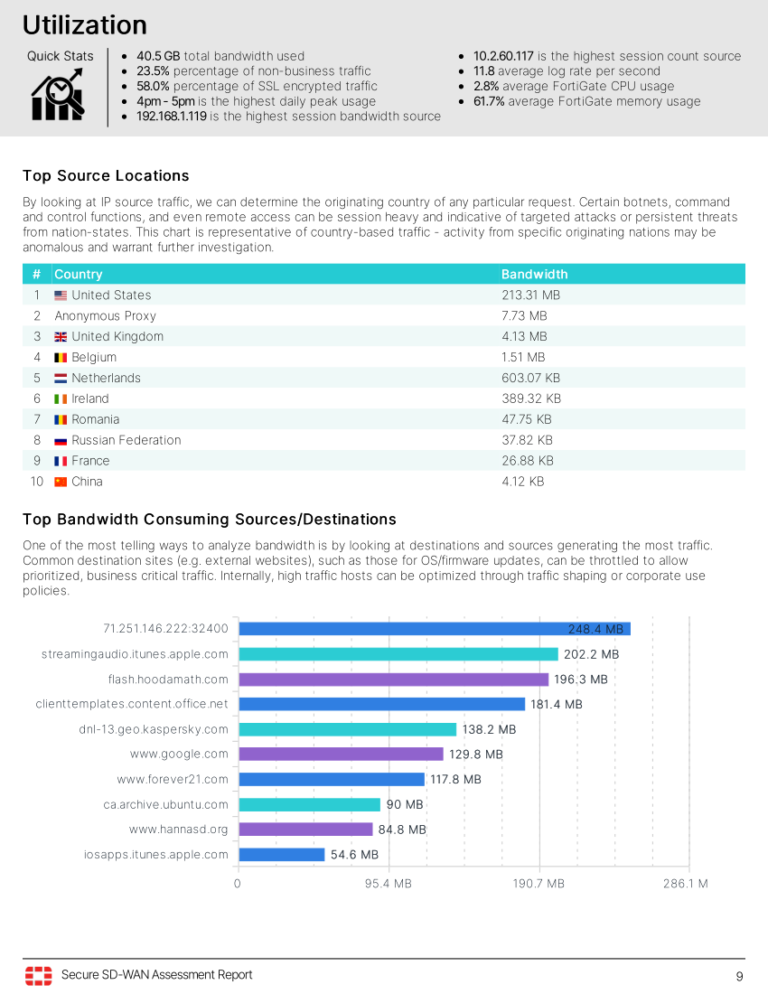 Utilization
Quick Stats
• 40.5 GB total bandwidth used
• 23.5% percentage of non-business traffic
• 58.0% percentage of SSL encrypted traffic
• 4pm - 5pm is the highest daily peak usage
• 192.168.1.119 is the highest session bandwidth source
• 10.2.60.117 is the highest session count source
• 11.8 average log rate per second
• 2.8% average FortiGate CPU usage
• 61.7% average FortiGate memory usage
Top Source Locations
By looking at IP source traffic, we can determine the originating country of any particular request. Certain botnets, command
and control functions, and even remote access can be session heavy and indicative of targeted attacks or persistent threats
from nation-states. This chart is representative of country-based traffic - activity from specific originating nations may be
anomalous and warrant further investigation.
# Country Bandwidth
1 United States 213.31 MB
2 Anonymous Proxy 7.73 MB
3 United Kingdom 4.13 MB
4 Belgium 1.51 MB
5 Netherlands 603.07 KB
6 Ireland 389.32 KB
7 Romania 47.75 KB
8 Russian Federation 37.82 KB
9 France 26.88 KB
10 China 4.12 KB
Top Bandwidth Consuming Sources/Destinations
One of the most telling ways to analyze bandwidth is by looking at destinations and sources generating the most traffic.
Common destination sites (e.g. external websites), such as those for OS/firmware updates, can be throttled to allow
prioritized, business critical traffic. Internally, high traffic hosts can be optimized through traffic shaping or corporate use
policies.
71.251.146.222:32400 248.4 MB
streamingaudio.itunes.apple.com 202.2 MB
flash.hoodamath.com 196.3 MB
clienttemplates.content.office.net 181.4 MB
dnl-13.geo.kaspersky.com 138.2 MB
www.google.com 129.8 MB
www.forever21.com 117.8 MB
ca.archive.ubuntu.com 90 MB
www.hannasd.org 84.8 MB
iosapps.itunes.apple.com 54.6 MB
0 95.4 MB 190.7 MB 286.1 M
Secure SD-WAN Assessment Report 9